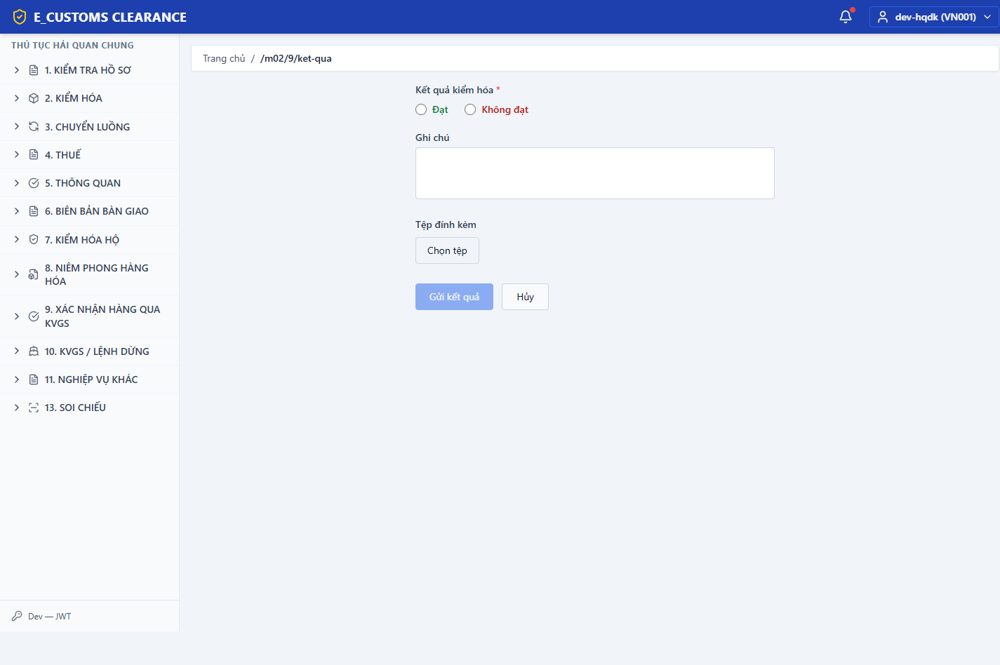 E_CUSTOMS CLEARANCE
dev-hqdk (VN001)
THỦ TỤC HẢI QUAN CHUNG
1. KIỂM TRA HỒ SƠ
2. KIỂM HÓA
3. CHUYỂN LUỒNG
4. THUẾ
5. THÔNG QUAN
6. BIÊN BẢN BÀN GIAO
7. KIỂM HÓA HỘ
8. NIÊM PHONG HÀNG
HÓA
9. XÁC NHẬN HÀNG QUA
KVGS
10. KVGS / LỆNH DỪNG
11. NGHIỆP VỤ KHÁC
13. SOI CHIẾU
Dev — JWT
Trang chủ / /m02/9/ket-qua
Kết quả kiểm hóa *
Đạt Không đạt
Ghi chú
Tệp đính kèm
Chọn tệp
Gửi kết quả Hủy